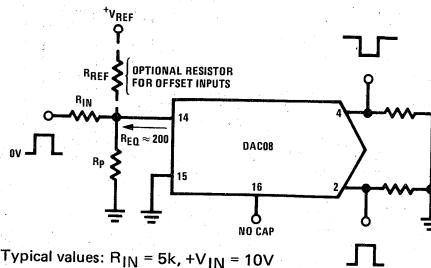 +VREF
RREF
OPTIONAL RESISTOR
FOR OFFSET INPUTS
RIN
14
4
REQ ≈ 200
DAC08
0V
RP
15
16
2
NO CAP
Typical values: RIN = 5k, +VIN = 10V